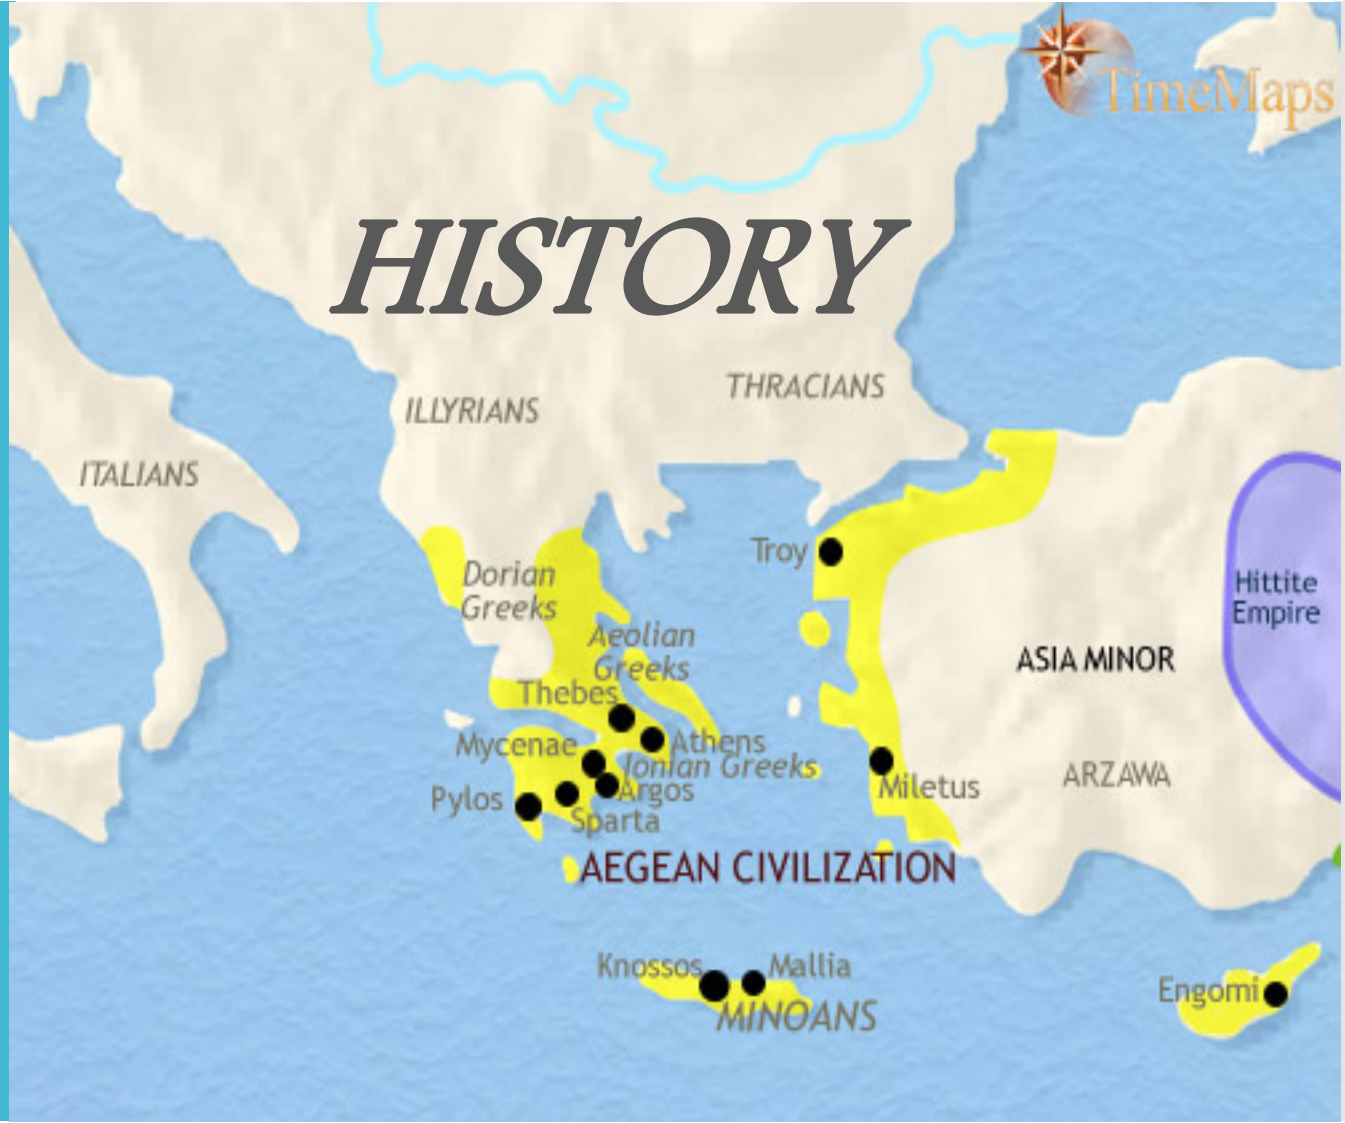 TimeMaps
HISTORY
THRACIANS
ILLYRIANS
ITALIANS
Troy
Dorian
Greeks
Hittite
Empire
Aeolian
Greeks
ASIA MINOR
Thebes
Mycenae
Athens
Ionian Greeks
ARZAWA
Miletus
Argos
Pylos
Sparta
AEGEAN CIVILIZATION
Knossos
Mallia
MINOANS
Engomi